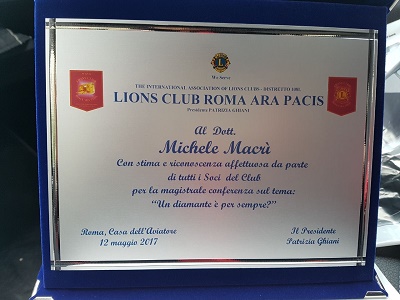 L
We Serve
THE INTERNATIONAL ASSOCIATION OF LIONS CLUBS - DISTRETTO 108L
LIONS CLUB ROMA ARA PACIS
Presidente PATRIZIA GHIANI
Al Dott.
Michele Macrì
Con stima e riconoscenza affettuosa da parte
di tutti i Soci del Club
per la magistrale conferenza sul tema:
“Un diamante è per sempre?”
Roma, Casa dell'Aviatore
12 maggio 2017
Il Presidente
Patrizia Ghiani